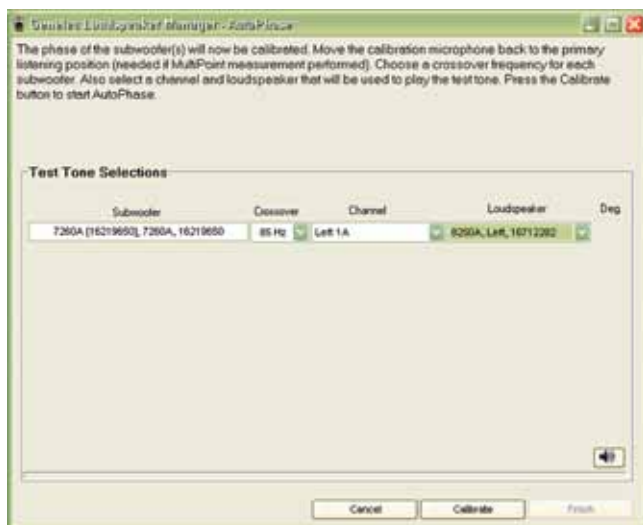 Genelec Loudspeaker Manager - AutoPhase
The phase of the subwoofer(s) will now be calibrated. Move the calibration microphone back to the primary
listening position (needed if MultiPoint measurement performed). Choose a crossover frequency for each
subwoofer. Also select a channel and loudspeaker that will be used to play the test tone. Press the Calibrate
button to start AutoPhase.
Test Tone Selections
Subwoofer Crossover Channel Loudspeaker Deg
7260A [16219650], 7260A, 16219650 85 Hz Left 1A 8250A, Left, 16712282
Cancel Calibrate Finish